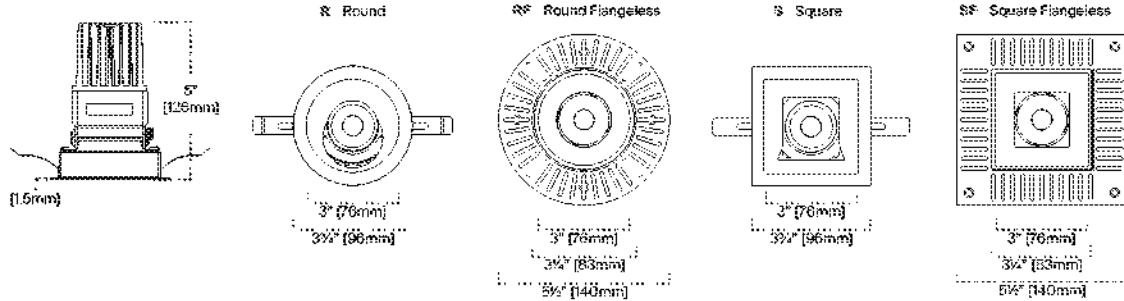 R Round
RF Round Flangeless
S Square
SF Square Flangeless
5"
[126mm]
[1.5mm]
3" [76mm]
3¾" [96mm]
3" [76mm]
3¼" [83mm]
5½" [140mm]
3" [76mm]
3¾" [96mm]
3" [76mm]
3¼" [83mm]
5½" [140mm]